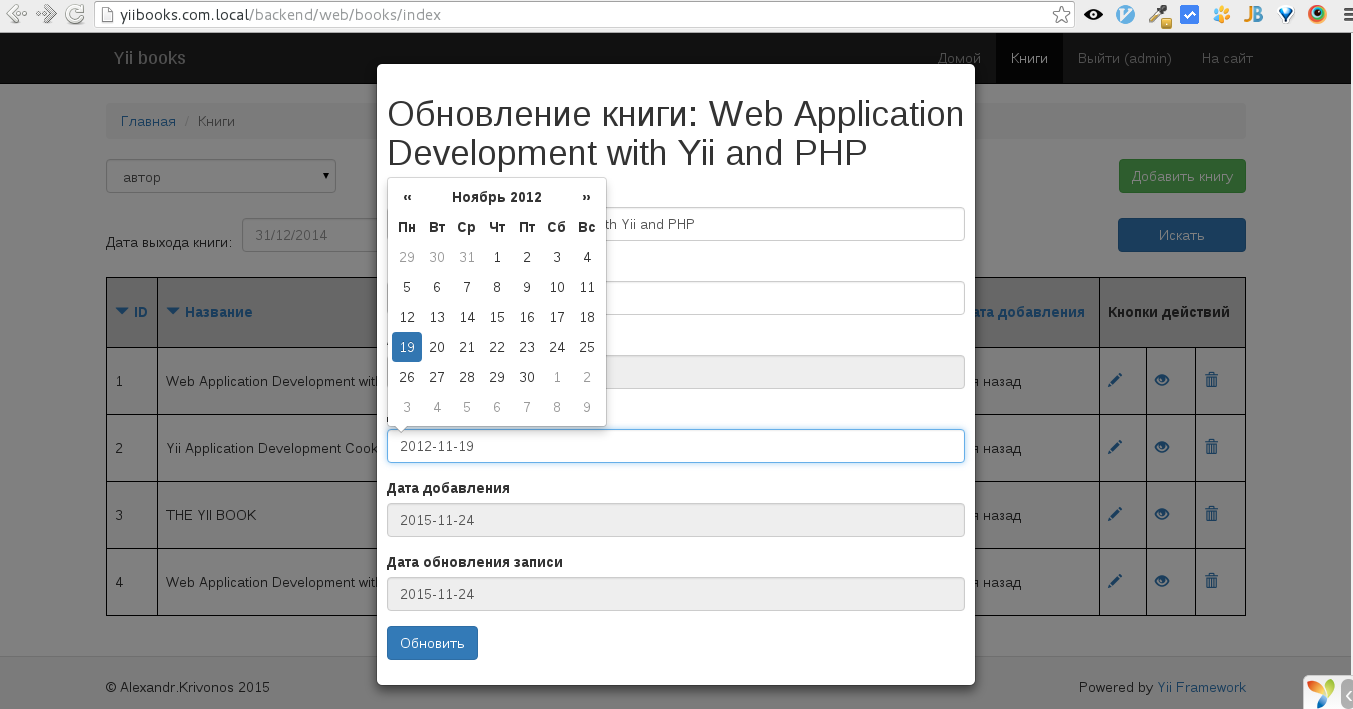 yiibooks.com.local/backend/web/books/index
Yii books
Домой
Книги
Выйти (admin)
На сайт
Главная / Книги
автор
Добавить книгу
Дата выхода книги:
31/12/2014
Искать
ID
Название
та добавления
Кнопки действий
1
Web Application Development wit
назад
2
Yii Application Development Cook
назад
3
THE YII BOOK
назад
4
Web Application Development wit
назад
Обновление книги: Web Application
Development with Yii and PHP
th Yii and PHP
« Ноябрь 2012 »
Пн Вт Ср Чт Пт Сб Вс
29 30 31 1 2 3 4
5 6 7 8 9 10 11
12 13 14 15 16 17 18
19 20 21 22 23 24 25
26 27 28 29 30 1 2
3 4 5 6 7 8 9
2012-11-19
Дата добавления
2015-11-24
Дата обновления записи
2015-11-24
Обновить
© Alexandr.Krivonos 2015
Powered by Yii Framework